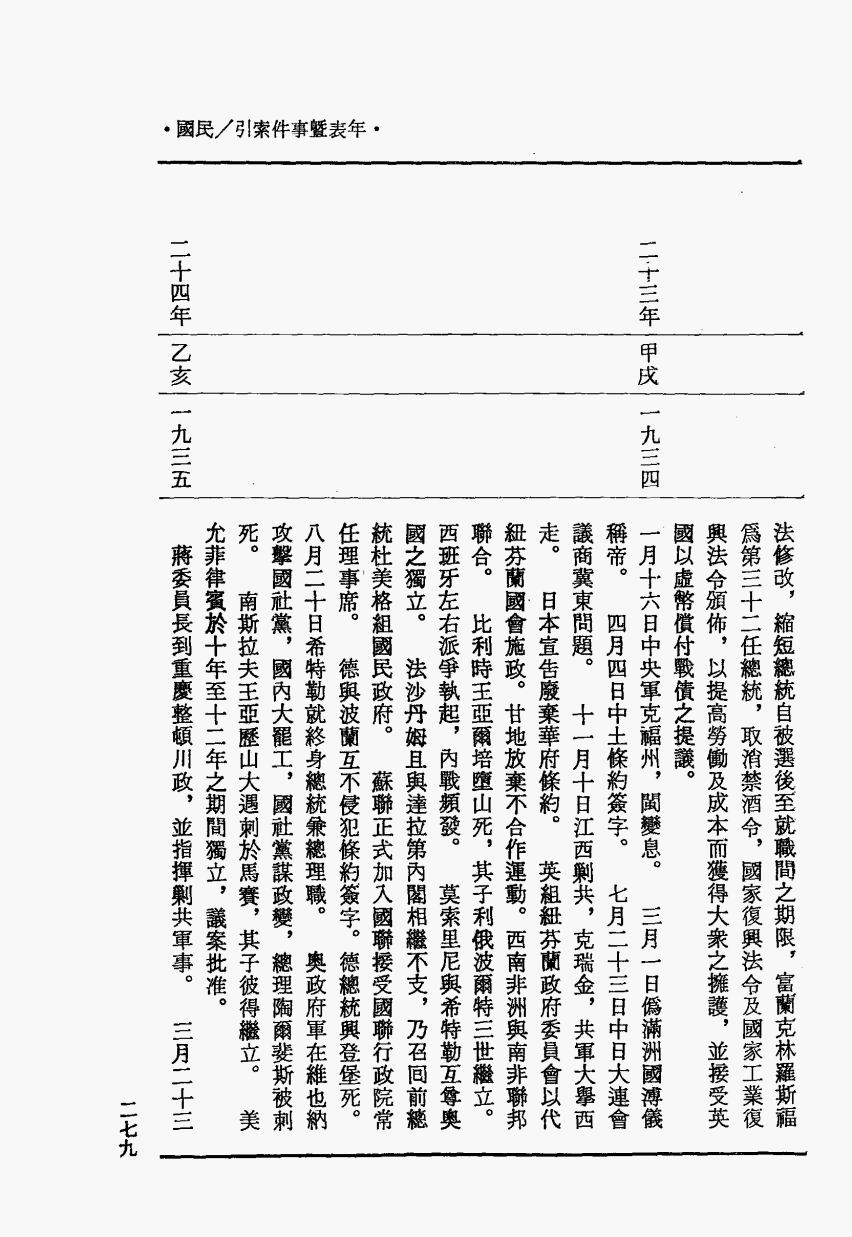 •國民／引索件事暨表年•
法修改，縮短總統自被選後至就職間之期限，富蘭克林羅斯福
爲第三十二任總統，取消禁酒令，國家復興法令及國家工業復
興法令頒佈，以提高勞働及成本而獲得大衆之擁護，並接受英
國以虛幣償付戰債之提議。
二十三年
甲戌
一九三四
一月十六日中央軍克福州，閩變息。　三月一日僞滿洲國溥儀
稱帝。　四月四日中土條約簽字。　七月二十三日中日大連會
議商冀東問題。　十一月十日江西剿共，克瑞金，共軍大擧西
走。　日本宣告廢棄華府條約。　英組紐芬蘭政府委員會以代
紐芬蘭國會施政。甘地放棄不合作運動。西南非洲與南非聯邦
聯合。　比利時王亞爾培墮山死，其子利俄波爾特三世繼立。
西班牙左右派爭執起，內戰頻發。　莫索里尼與希特勒互尊奧
國之獨立。　法沙丹姆且與達拉第內閣相繼不支，乃召囘前總
統杜美格組國民政府。　蘇聯正式加入國聯接受國聯行政院常
任理事席。　德與波蘭互不侵犯條約簽字。德總統興登堡死。
八月二十日希特勒就終身總統兼總理職。　奧政府軍在維也納
攻擊國社黨，國內大罷工，國社黨謀政變，總理陶爾斐斯被刺
死。　南斯拉夫王亞歷山大遇刺於馬賽，其子彼得繼立。　美
允菲律賓於十年至十二年之期間獨立，議案批准。
二十四年
乙亥
一九三五
蔣委員長到重慶整頓川政，並指揮剿共軍事。　三月二十三
二七九